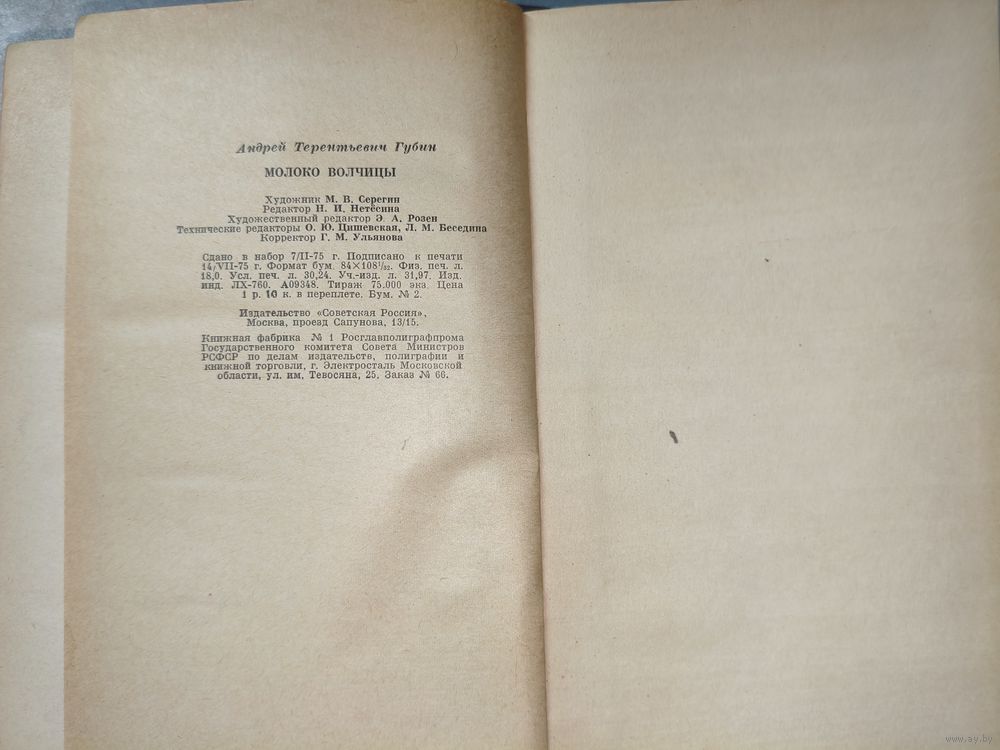 Андрей Терентьевич Губин
МОЛОКО ВОЛЧИЦЫ
Художник М. В. Серегин
Редактор Н. И. Нетёсина
Художественный редактор Э. А. Розен
Технические редакторы О. Ю. Цишевская, Л. М. Беседина
Корректор Г. М. Ульянова
Сдано в набор 7/II-75 г. Подписано к печати
14/VII-75 г. Формат бум. 84×108¹/₃₂. Физ. печ. л.
18,0. Усл. печ. л. 30,24. Уч.-изд. л. 31,97. Изд.
инд. ЛХ-760. А09348. Тираж 75.000 экз. Цена
1 р. 10 к. в переплете. Бум. № 2.
Издательство «Советская Россия»,
Москва, проезд Сапунова, 13/15.
Книжная фабрика № 1 Росглавполиграфпрома
Государственного комитета Совета Министров
РСФСР по делам издательств, полиграфии и
книжной торговли, г. Электросталь Московской
области, ул. им. Тевосяна, 25. Заказ № 66.
www.ay.by